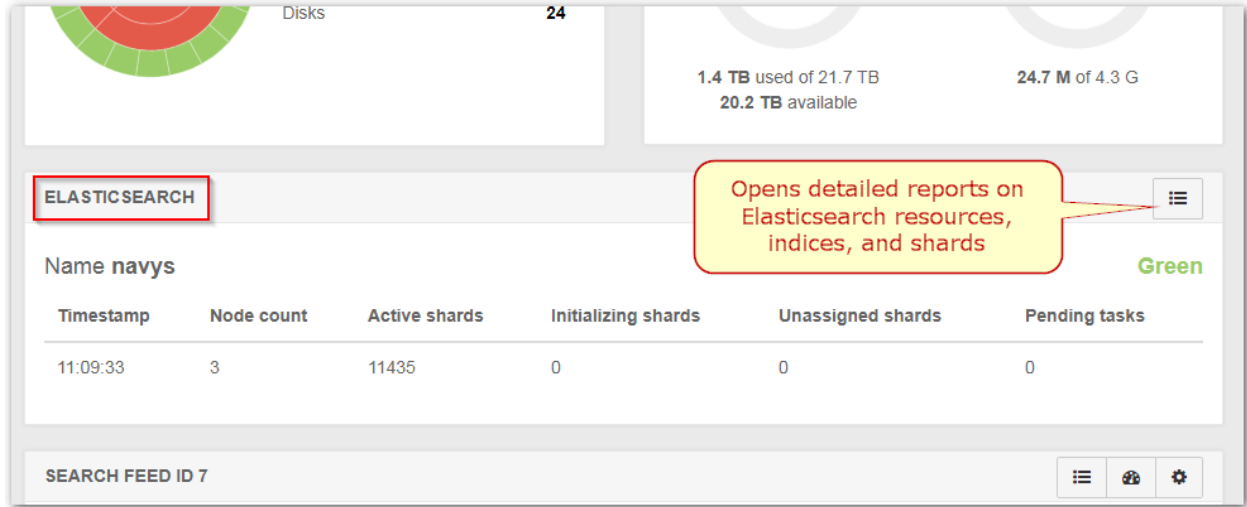 Disks 24
1.4 TB used of 21.7 TB 24.7 M of 4.3 G
20.2 TB available
ELASTICSEARCH
Opens detailed reports on
Elasticsearch resources,
indices, and shards
Name navys Green
Timestamp Node count Active shards Initializing shards Unassigned shards Pending tasks
11:09:33 3 11435 0 0 0
SEARCH FEED ID 7